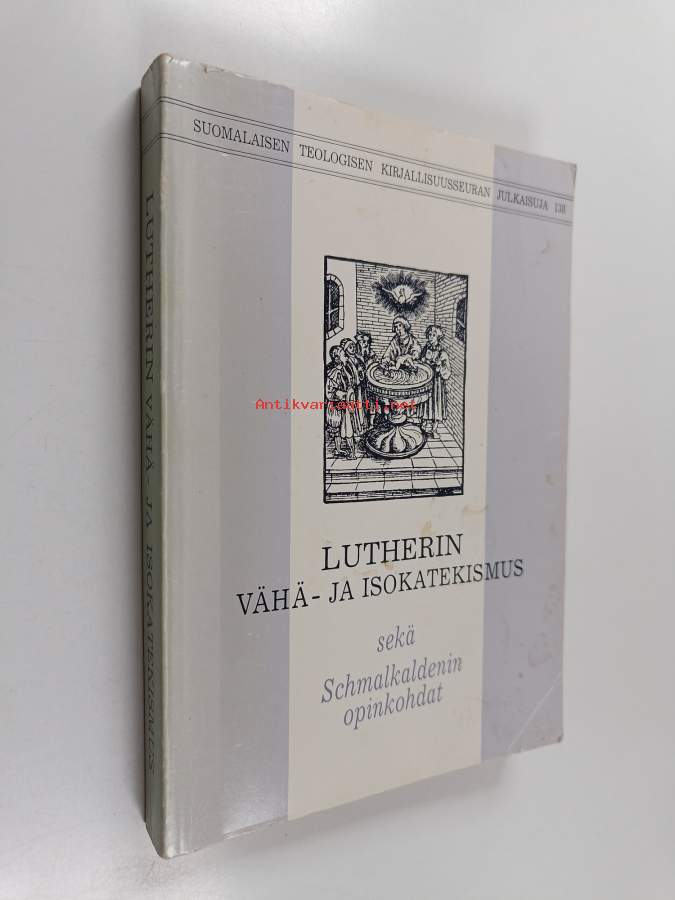 SUOMALAISEN TEOLOGISEN KIRJALLISUUSSEURAN JULKAISUJA 138
LUTHERIN VÄHÄ- JA ISOKATEKISMUS
Antikvariaatti.net
LUTHERIN
VÄHÄ- JA ISOKATEKISMUS
sekä
Schmalkaldenin
opinkohdat